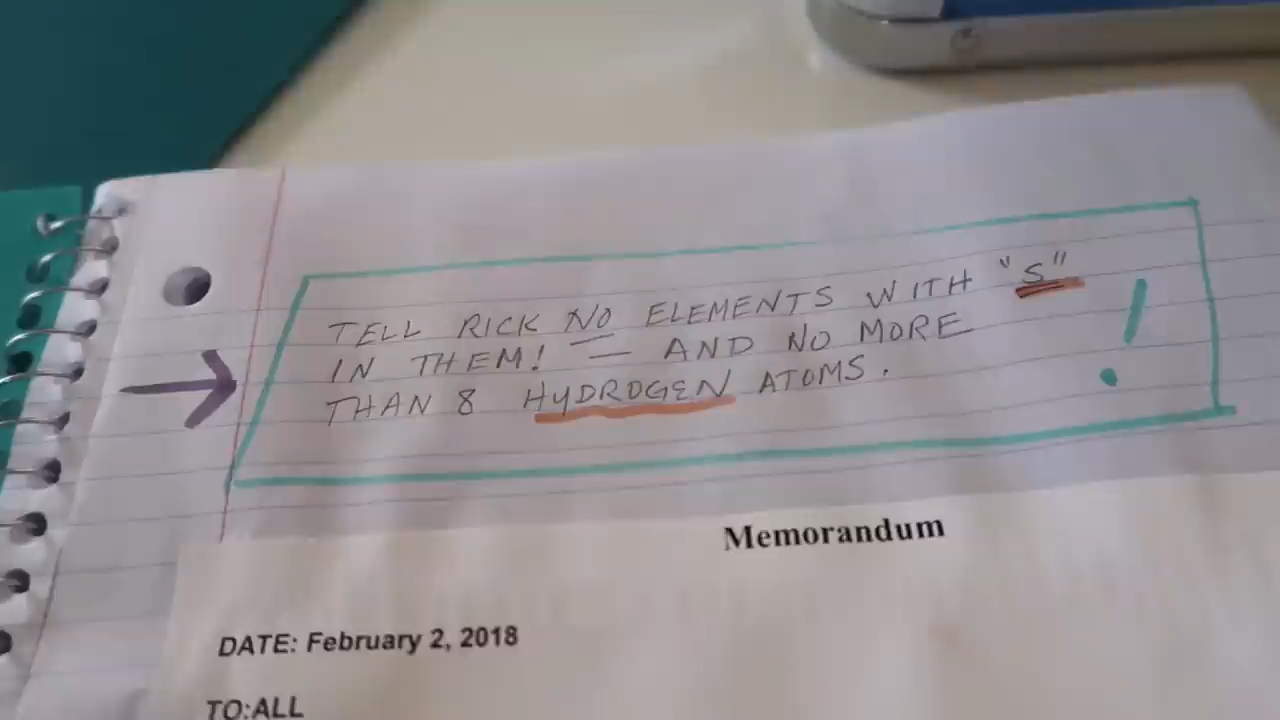 TELL RICK NO ELEMENTS WITH "S"
IN THEM! — AND NO MORE
THAN 8 HYDROGEN ATOMS. !
Memorandum
DATE: February 2, 2018
TO:ALL